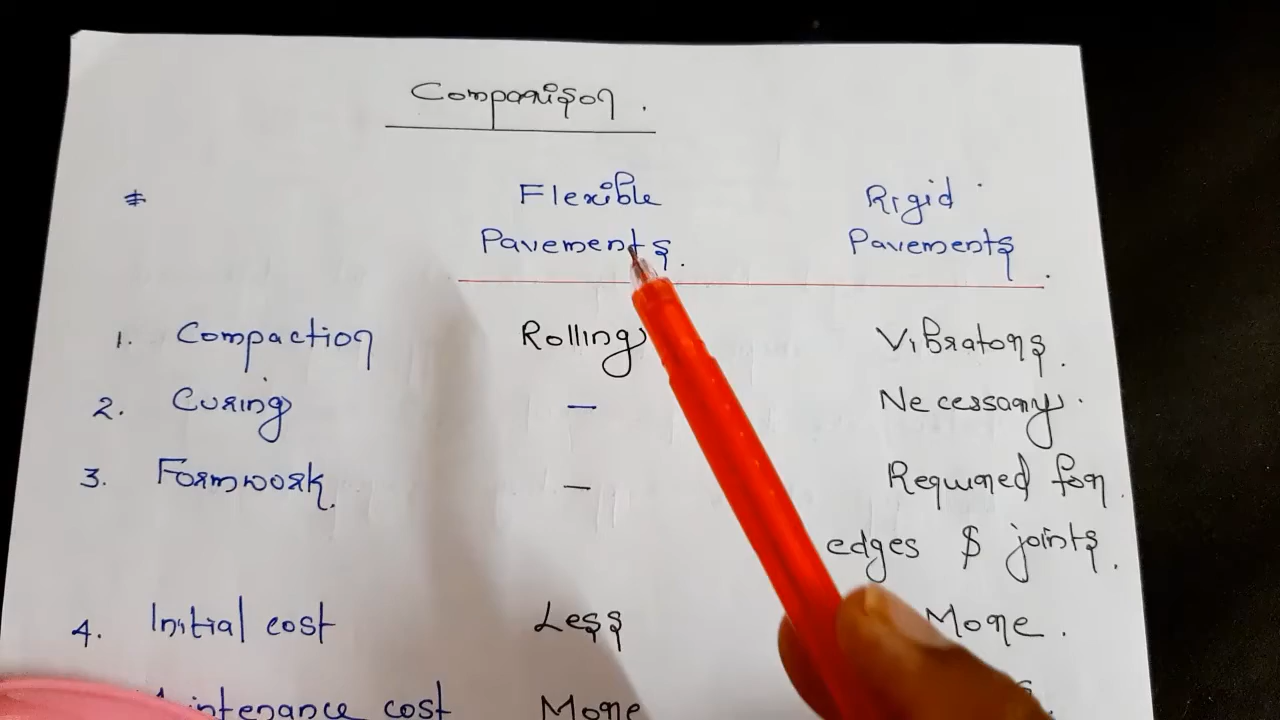 Comparison.
# Flexible Pavements. Rigid Pavements.
1. Compaction Rolling Vibrators.
2. Curing — Necessary.
3. Formwork. — Required for edges & joints.
4. Initial cost Less More.
cost More